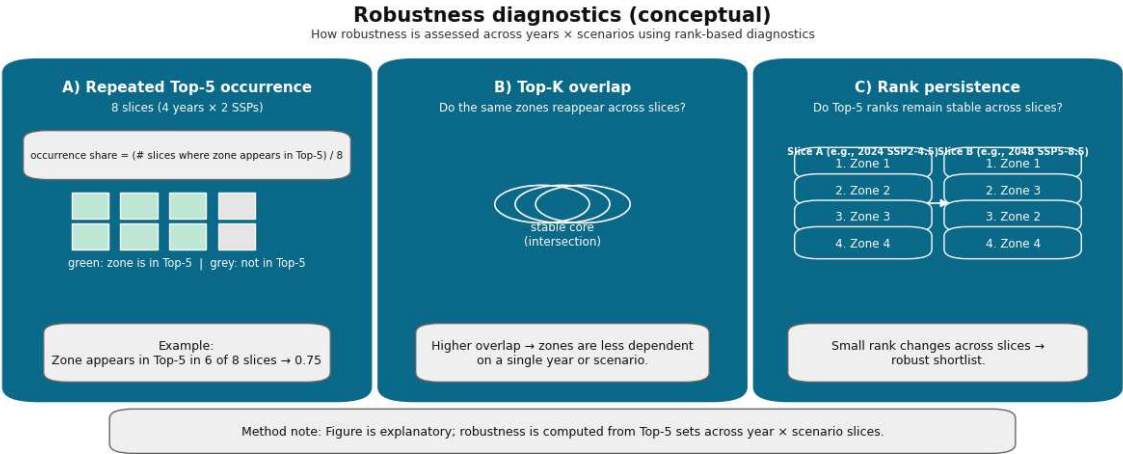 Robustness diagnostics (conceptual)
How robustness is assessed across years × scenarios using rank-based diagnostics
A) Repeated Top-5 occurrence
8 slices (4 years × 2 SSPs)
occurrence share = (# slices where zone appears in Top-5) / 8
green: zone is in Top-5 | grey: not in Top-5
Example:
Zone appears in Top-5 in 6 of 8 slices → 0.75
B) Top-K overlap
Do the same zones reappear across slices?
stable core
(intersection)
Higher overlap → zones are less dependent
on a single year or scenario.
C) Rank persistence
Do Top-5 ranks remain stable across slices?
Slice A (e.g., 2024 SSP2-4.5)
1. Zone 1
2. Zone 2
3. Zone 3
4. Zone 4
Slice B (e.g., 2048 SSP5-8.5)
1. Zone 1
2. Zone 3
3. Zone 2
4. Zone 4
Small rank changes across slices →
robust shortlist.
Method note: Figure is explanatory; robustness is computed from Top-5 sets across year × scenario slices.